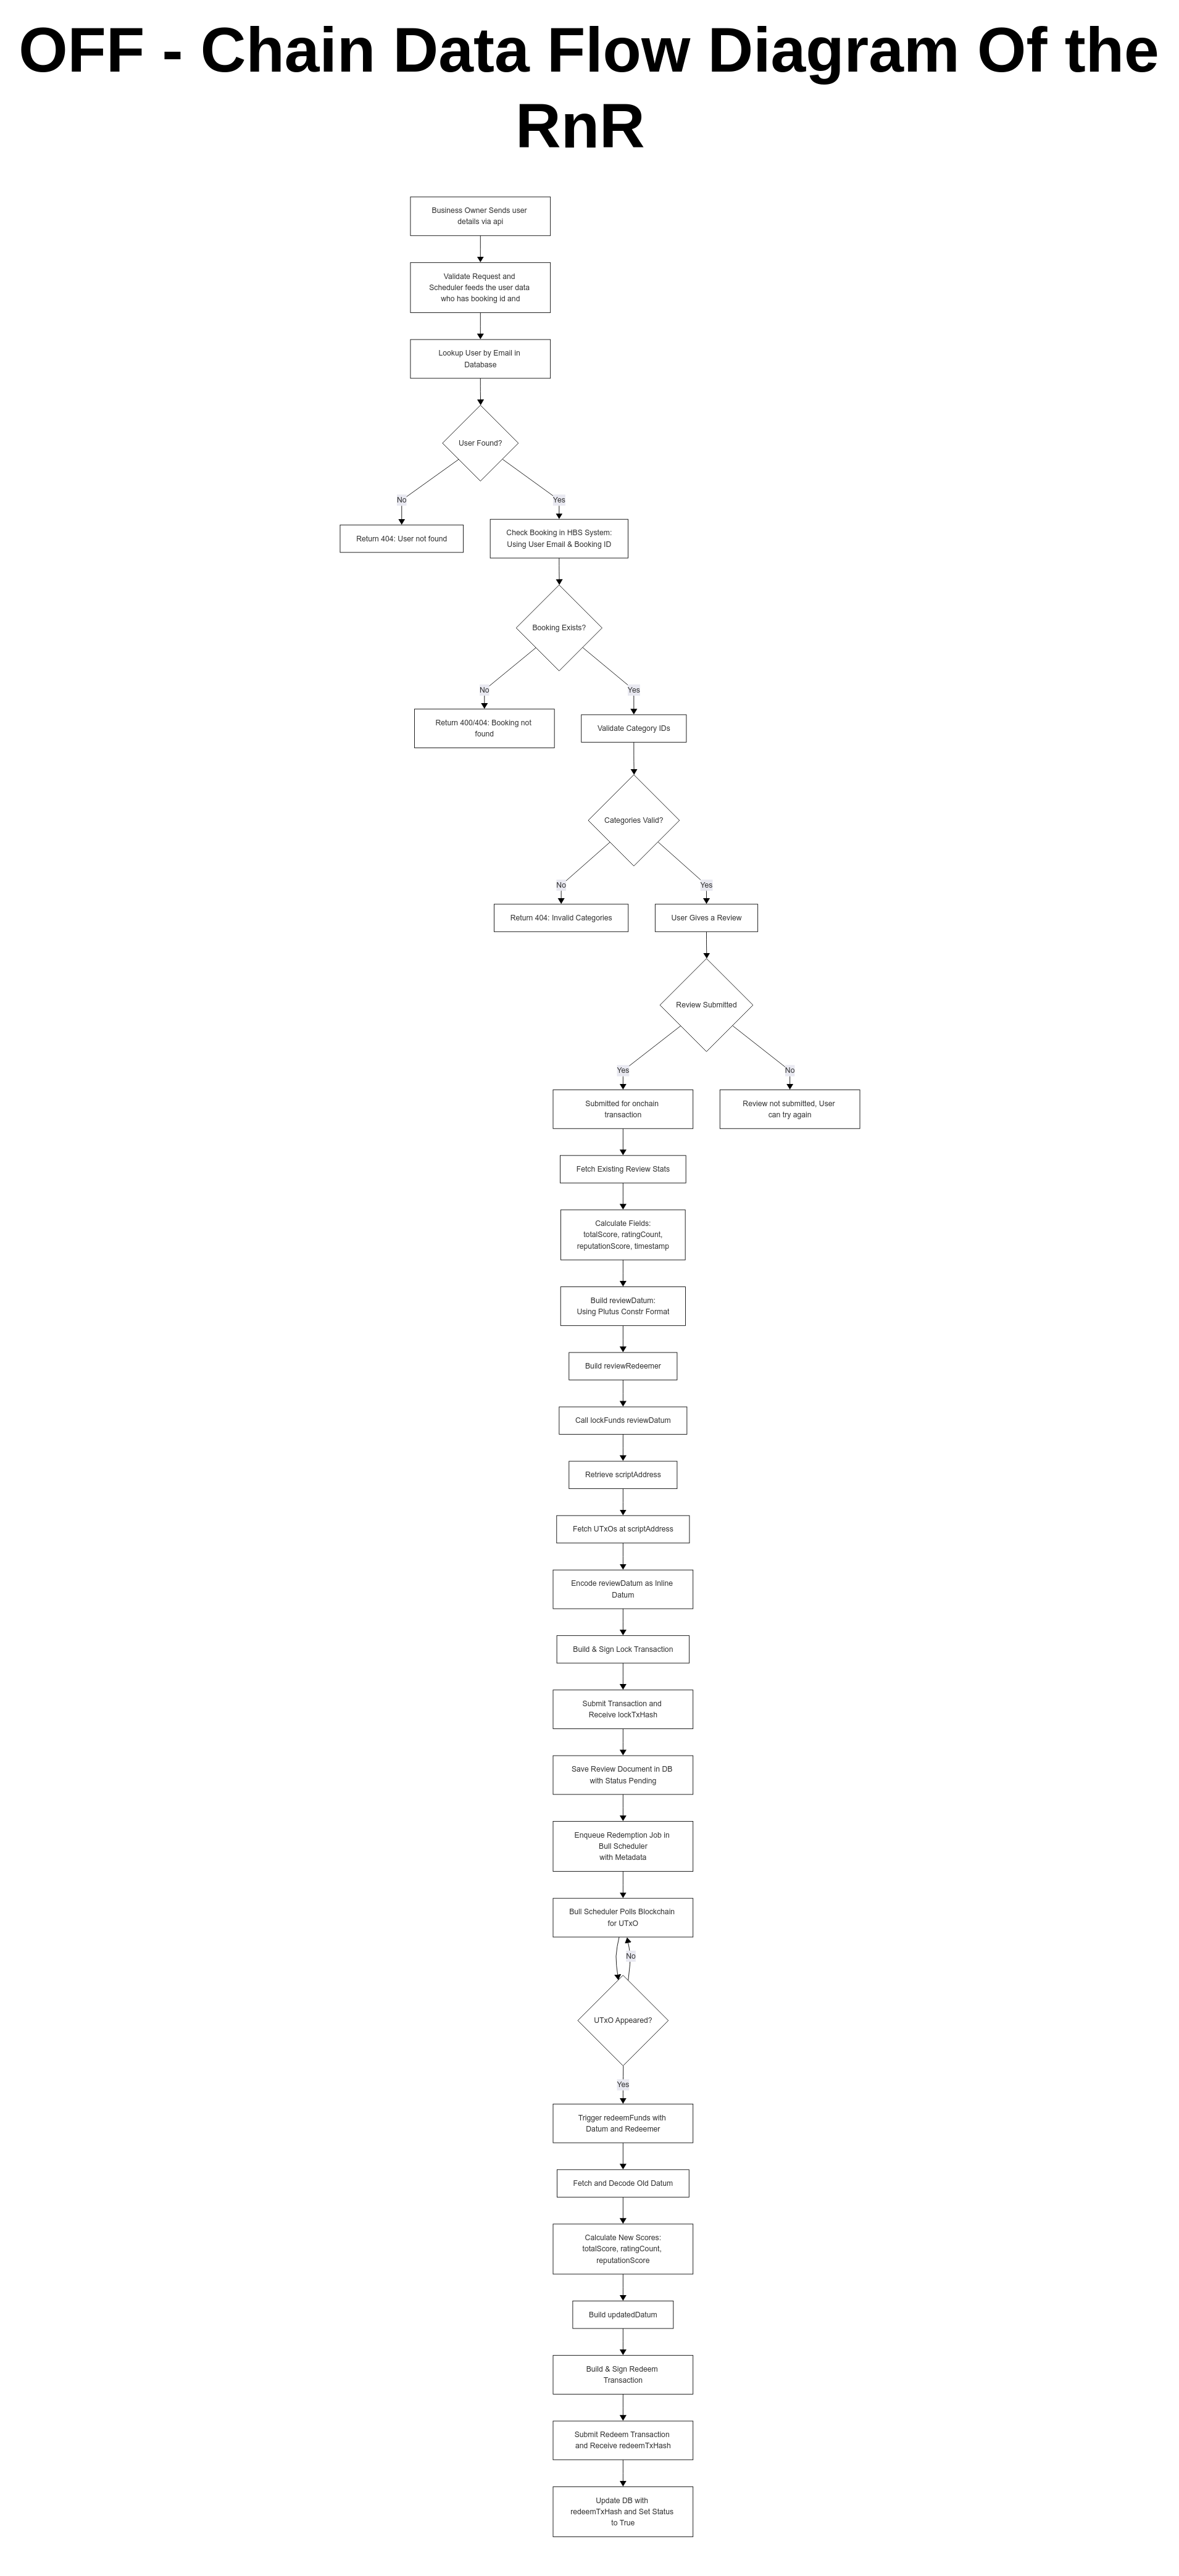 OFF - Chain Data Flow Diagram Of the
RnR
Business Owner Sends user
details via api
Validate Request and
Scheduler feeds the user data
who has booking id and
Lookup User by Email in
Database
User Found?
No
Yes
Return 404: User not found
Check Booking in HBS System:
Using User Email & Booking ID
Booking Exists?
No
Yes
Return 400/404: Booking not
found
Validate Category IDs
Categories Valid?
No
Yes
Return 404: Invalid Categories
User Gives a Review
Review Submitted
Yes
No
Submitted for onchain
transaction
Review not submitted, User
can try again
Fetch Existing Review Stats
Calculate Fields:
totalScore, ratingCount,
reputationScore, timestamp
Build reviewDatum:
Using Plutus Constr Format
Build reviewRedeemer
Call lockFunds reviewDatum
Retrieve scriptAddress
Fetch UTxOs at scriptAddress
Encode reviewDatum as Inline
Datum
Build & Sign Lock Transaction
Submit Transaction and
Receive lockTxHash
Save Review Document in DB
with Status Pending
Enqueue Redemption Job in
Bull Scheduler
with Metadata
Bull Scheduler Polls Blockchain
for UTxO
No
UTxO Appeared?
Yes
Trigger redeemFunds with
Datum and Redeemer
Fetch and Decode Old Datum
Calculate New Scores:
totalScore, ratingCount,
reputationScore
Build updatedDatum
Build & Sign Redeem
Transaction
Submit Redeem Transaction
and Receive redeemTxHash
Update DB with
redeemTxHash and Set Status
to True